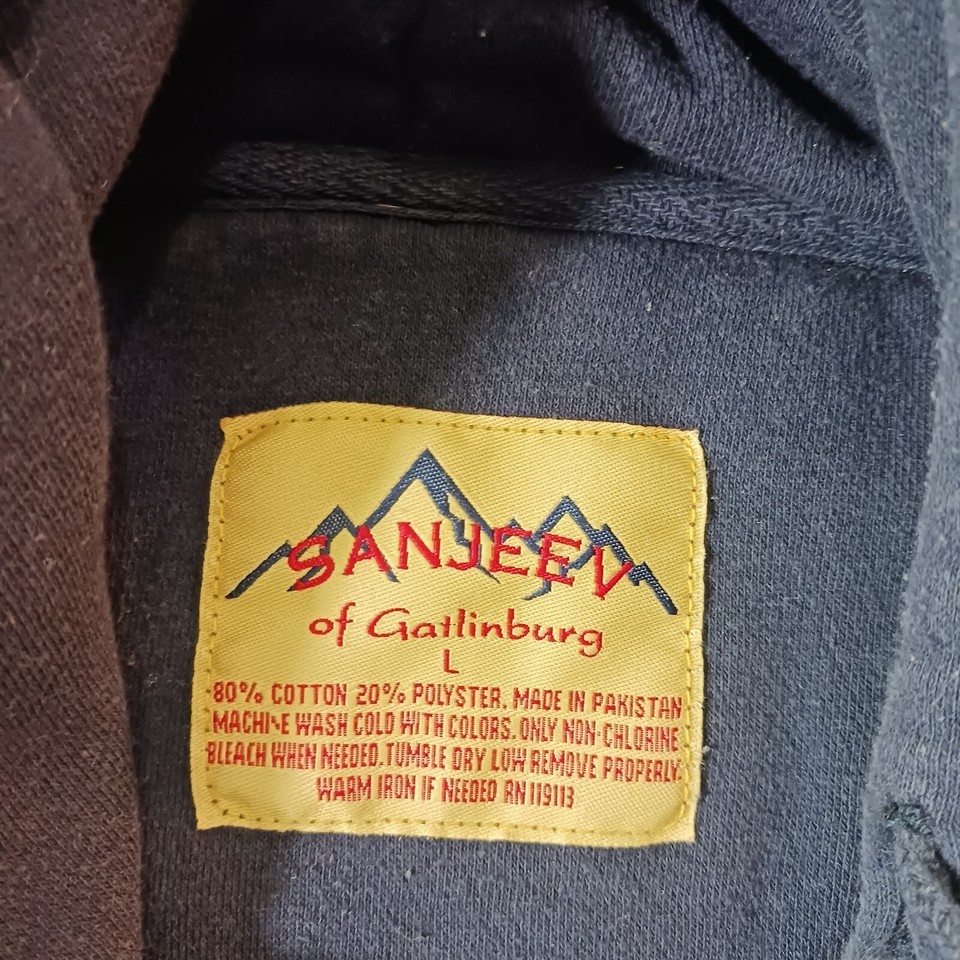 SANJEEV
of Gatlinburg
L
80% COTTON 20% POLYSTER. MADE IN PAKISTAN
MACHINE WASH COLD WITH COLORS. ONLY NON-CHLORINE
BLEACH WHEN NEEDED. TUMBLE DRY LOW REMOVE PROPERLY.
WARM IRON IF NEEDED RN 119113